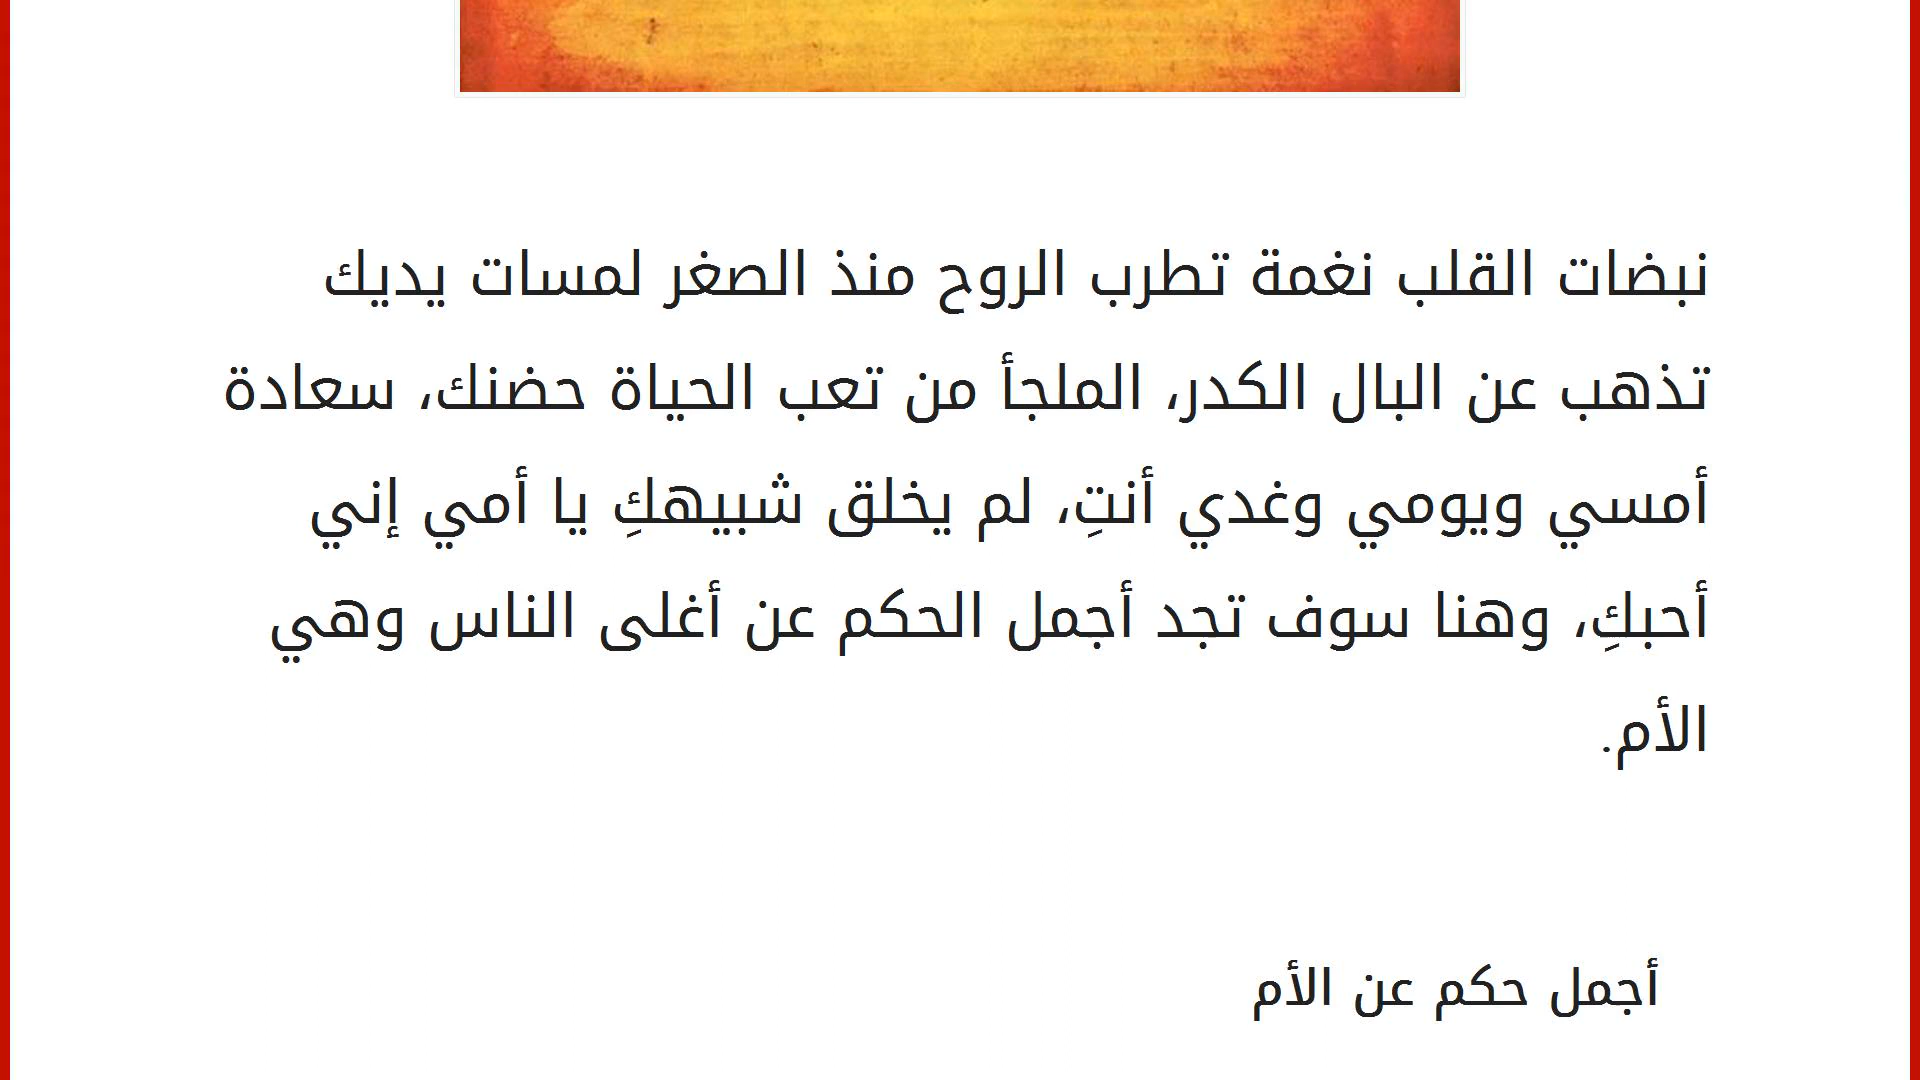 نبضات القلب نغمة تطرب الروح منذ الصغر لمسات يديك
تذهب عن البال الكدر، الملجأ من تعب الحياة حضنك، سعادة
أمسي ويومي وغدي أنتِ، لم يخلق شبيهكِ يا أمي إني
أحبكِ، وهنا سوف تجد أجمل الحكم عن أغلى الناس وهي
الأم.
أجمل حكم عن الأم